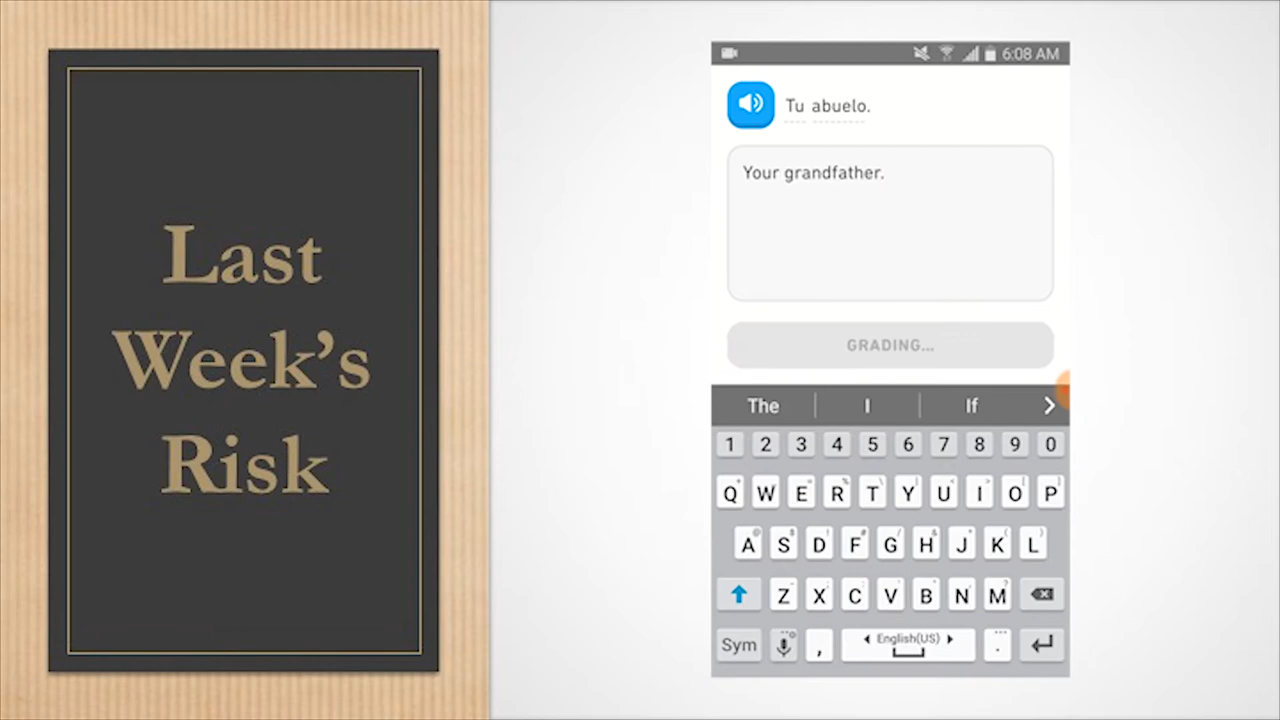 Last
Week's
Risk
6:08 AM
Tu abuelo.
Your grandfather.
GRADING...
The I If
1 2 3 4 5 6 7 8 9 0
Q W E R T Y U I O P
A S D F G H J K L
Z X C V B N M
Sym , English(US) .